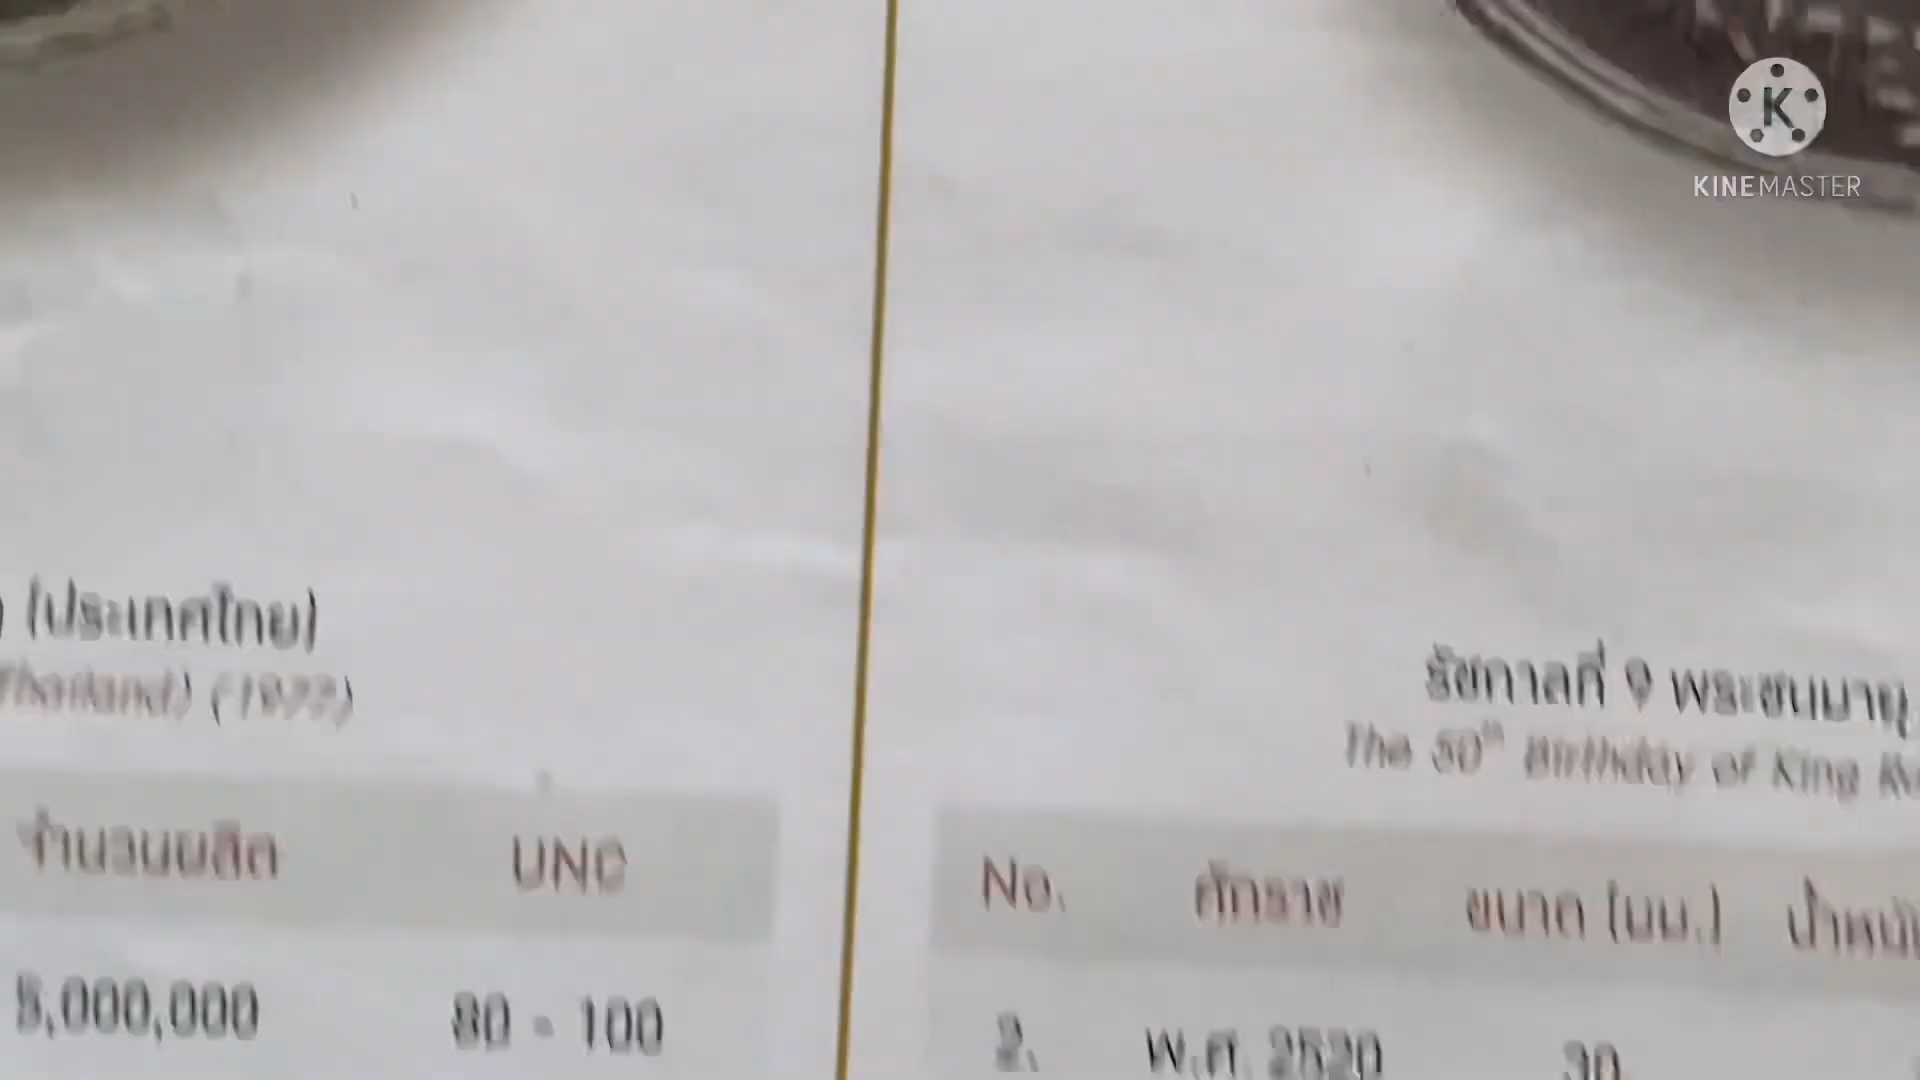 KINEMASTER
(ประเทศไทย)
Thailand) (1977)
จำนวนผลิต UNC
5,000,000 80 - 100
รัชกาลที่ 9 พระชนมายุ
The 50th Birthday of King
No. ศักราช ขนาด (มม.)
2. พ.ศ. 2520 30